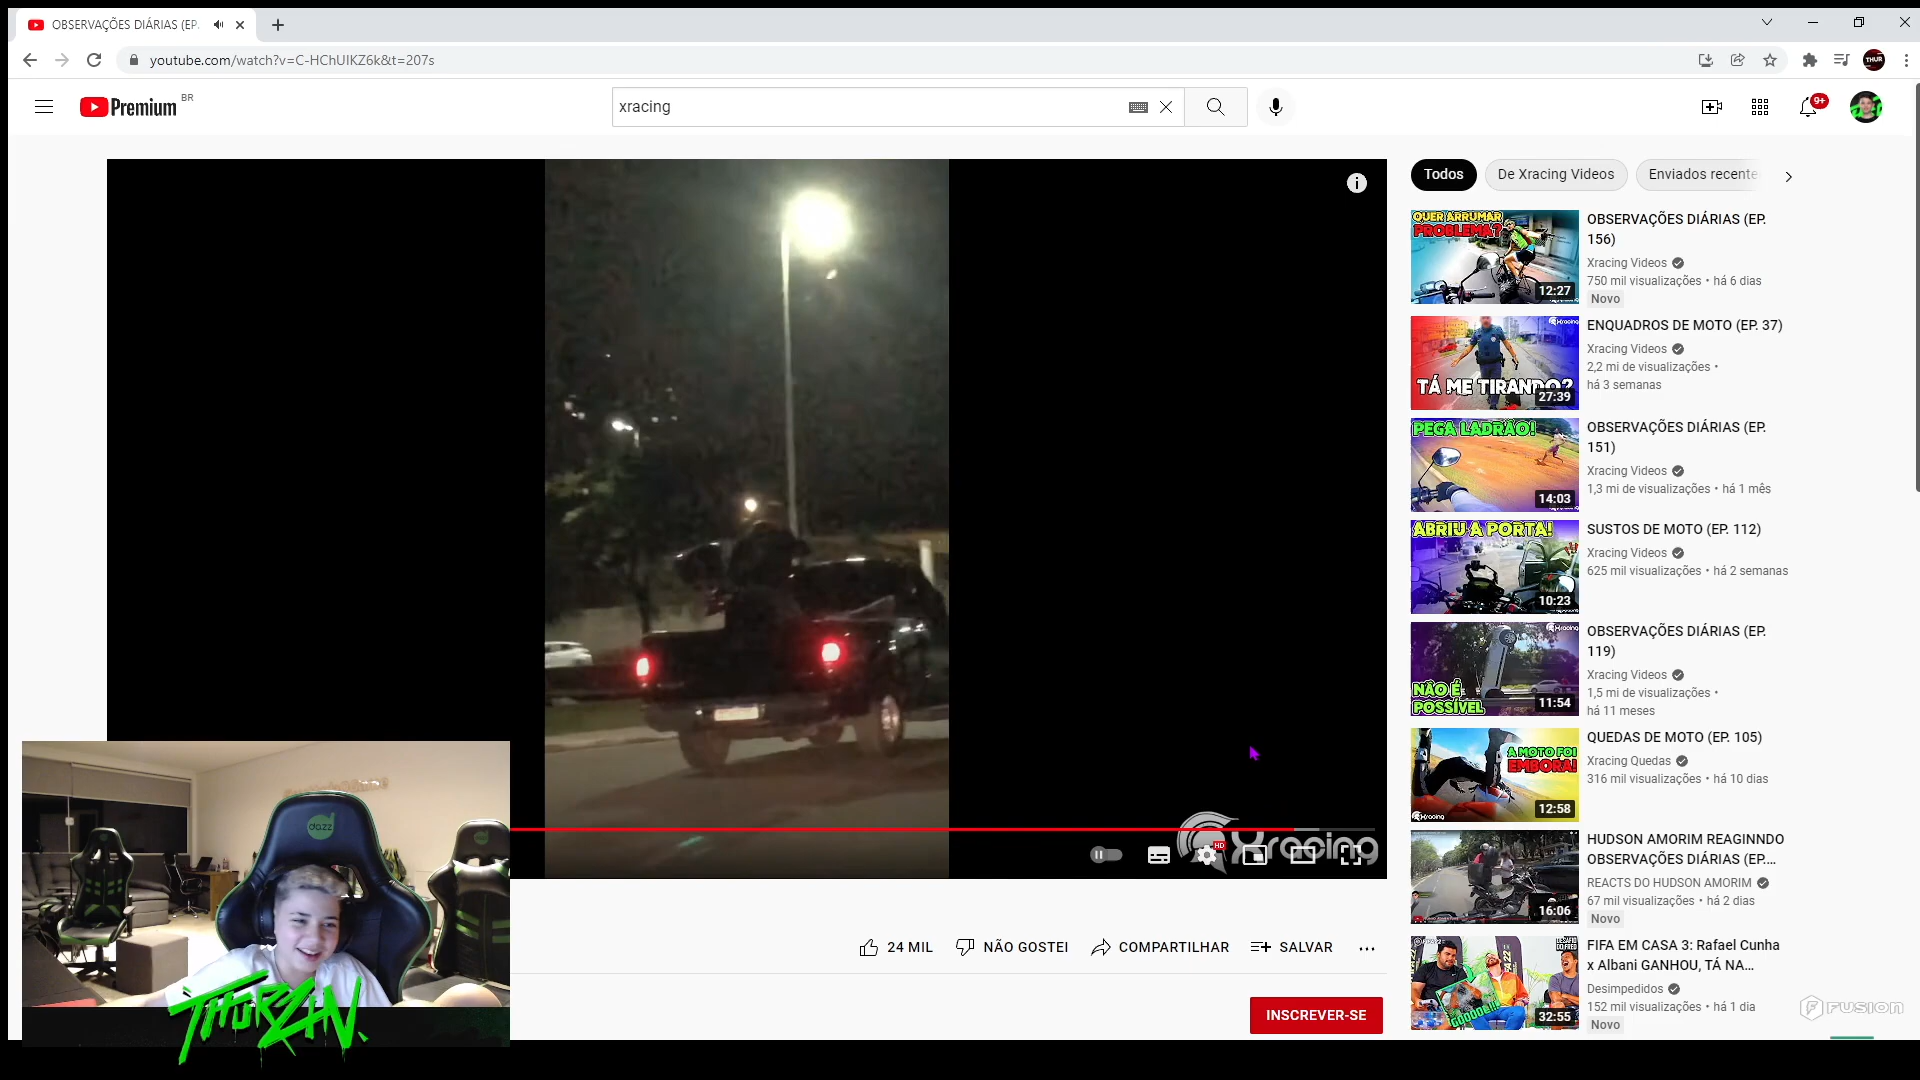 OBSERVAÇÕES DIÁRIAS (EP.
youtube.com/watch?v=C-HChUIKZ6k&t=207s
THUR
Premium BR
xracing
9+
Todos
De Xracing Videos
Enviados recente
QUER ARRUMAR
PROBLEMA?
12:27
OBSERVAÇÕES DIÁRIAS (EP.
156)
Xracing Videos
750 mil visualizações • há 6 dias
Novo
Xracing
TÁ ME TIRANDO?
27:39
ENQUADROS DE MOTO (EP. 37)
Xracing Videos
2,2 mi de visualizações •
há 3 semanas
PEGA LADRÃO!
14:03
OBSERVAÇÕES DIÁRIAS (EP.
151)
Xracing Videos
1,3 mi de visualizações • há 1 mês
ABRIU A PORTA!
10:23
SUSTOS DE MOTO (EP. 112)
Xracing Videos
625 mil visualizações • há 2 semanas
Xracing
NÃO É
POSSÍVEL
11:54
OBSERVAÇÕES DIÁRIAS (EP.
119)
Xracing Videos
1,5 mi de visualizações •
há 11 meses
A MOTO FOI
EMBORA!
Xracing
12:58
QUEDAS DE MOTO (EP. 105)
Xracing Quedas
316 mil visualizações • há 10 dias
16:06
HUDSON AMORIM REAGINNDO
OBSERVAÇÕES DIÁRIAS (EP....
REACTS DO HUDSON AMORIM
67 mil visualizações • há 2 dias
Novo
GOOOOE!!!
32:55
FIFA EM CASA 3: Rafael Cunha
x Albani GANHOU, TÁ NA...
Desimpedidos
152 mil visualizações • há 1 dia
Novo
Xracing
HD
24 MIL
NÃO GOSTEI
COMPARTILHAR
SALVAR
INSCREVER-SE
dazz
THURZIN.
FUSION